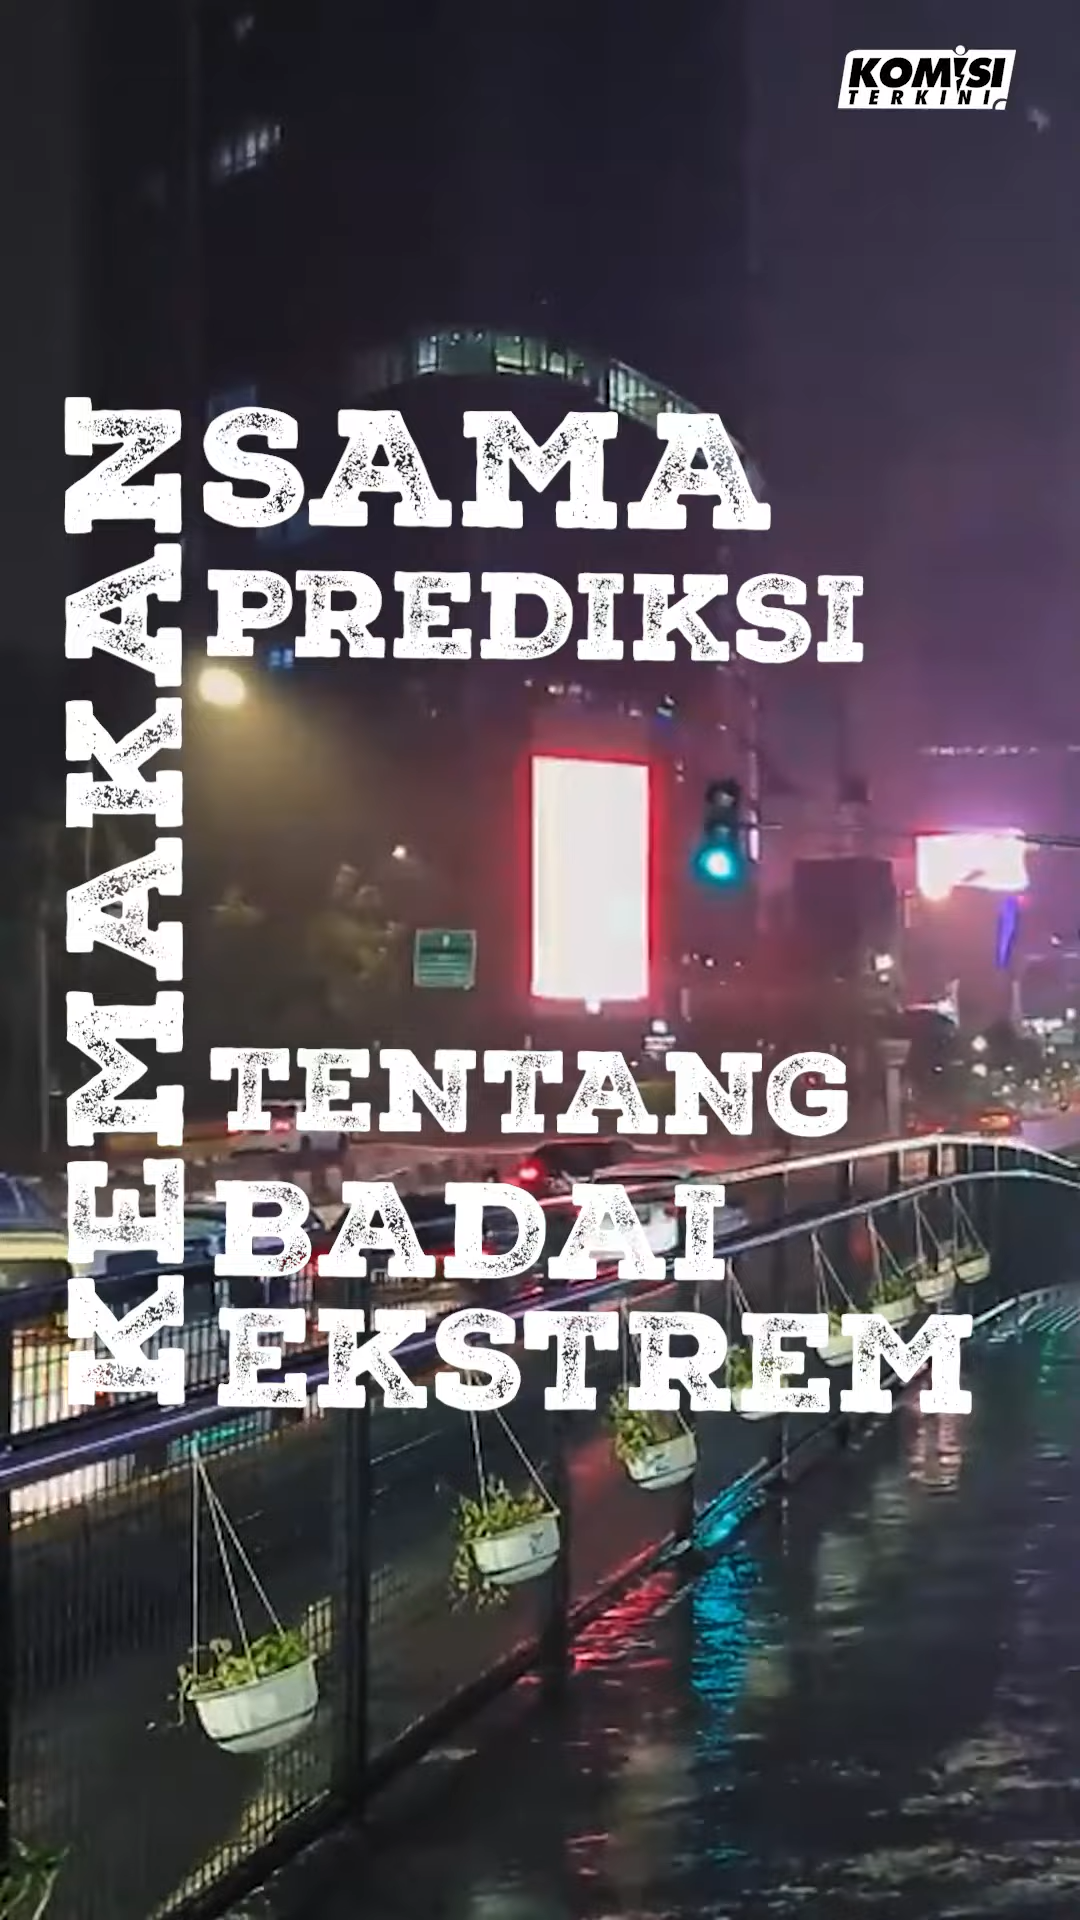 KOMISI
TERKINI
KEMAKAN
SAMA
PREDIKSI
TENTANG
BADAI
EKSTREM